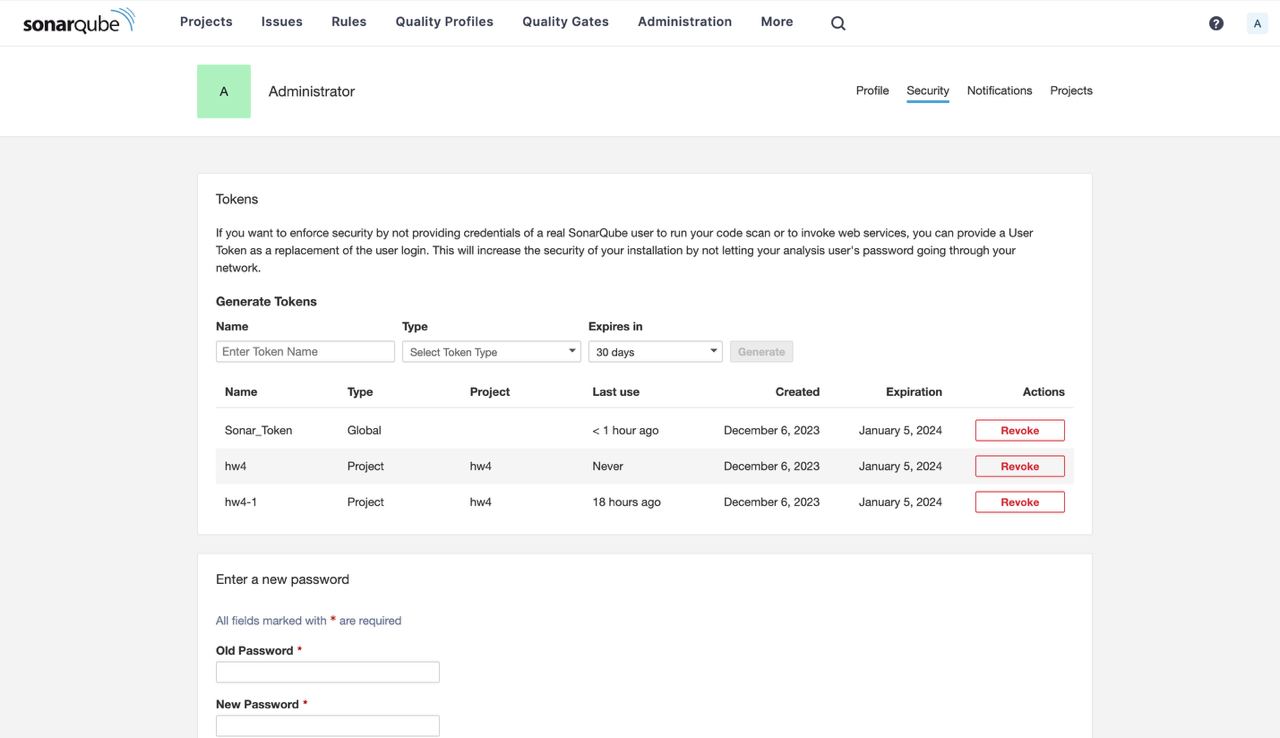 sonarqube Projects Issues Rules Quality Profiles Quality Gates Administration More ? A
A Administrator Profile Security Notifications Projects
Tokens
If you want to enforce security by not providing credentials of a real SonarQube user to run your code scan or to invoke web services, you can provide a User
Token as a replacement of the user login. This will increase the security of your installation by not letting your analysis user's password going through your
network.
Generate Tokens
Name Type Expires in
Enter Token Name Select Token Type 30 days Generate
Name Type Project Last use Created Expiration Actions
Sonar_Token Global < 1 hour ago December 6, 2023 January 5, 2024 Revoke
hw4 Project hw4 Never December 6, 2023 January 5, 2024 Revoke
hw4-1 Project hw4 18 hours ago December 6, 2023 January 5, 2024 Revoke
Enter a new password
All fields marked with * are required
Old Password *
New Password *